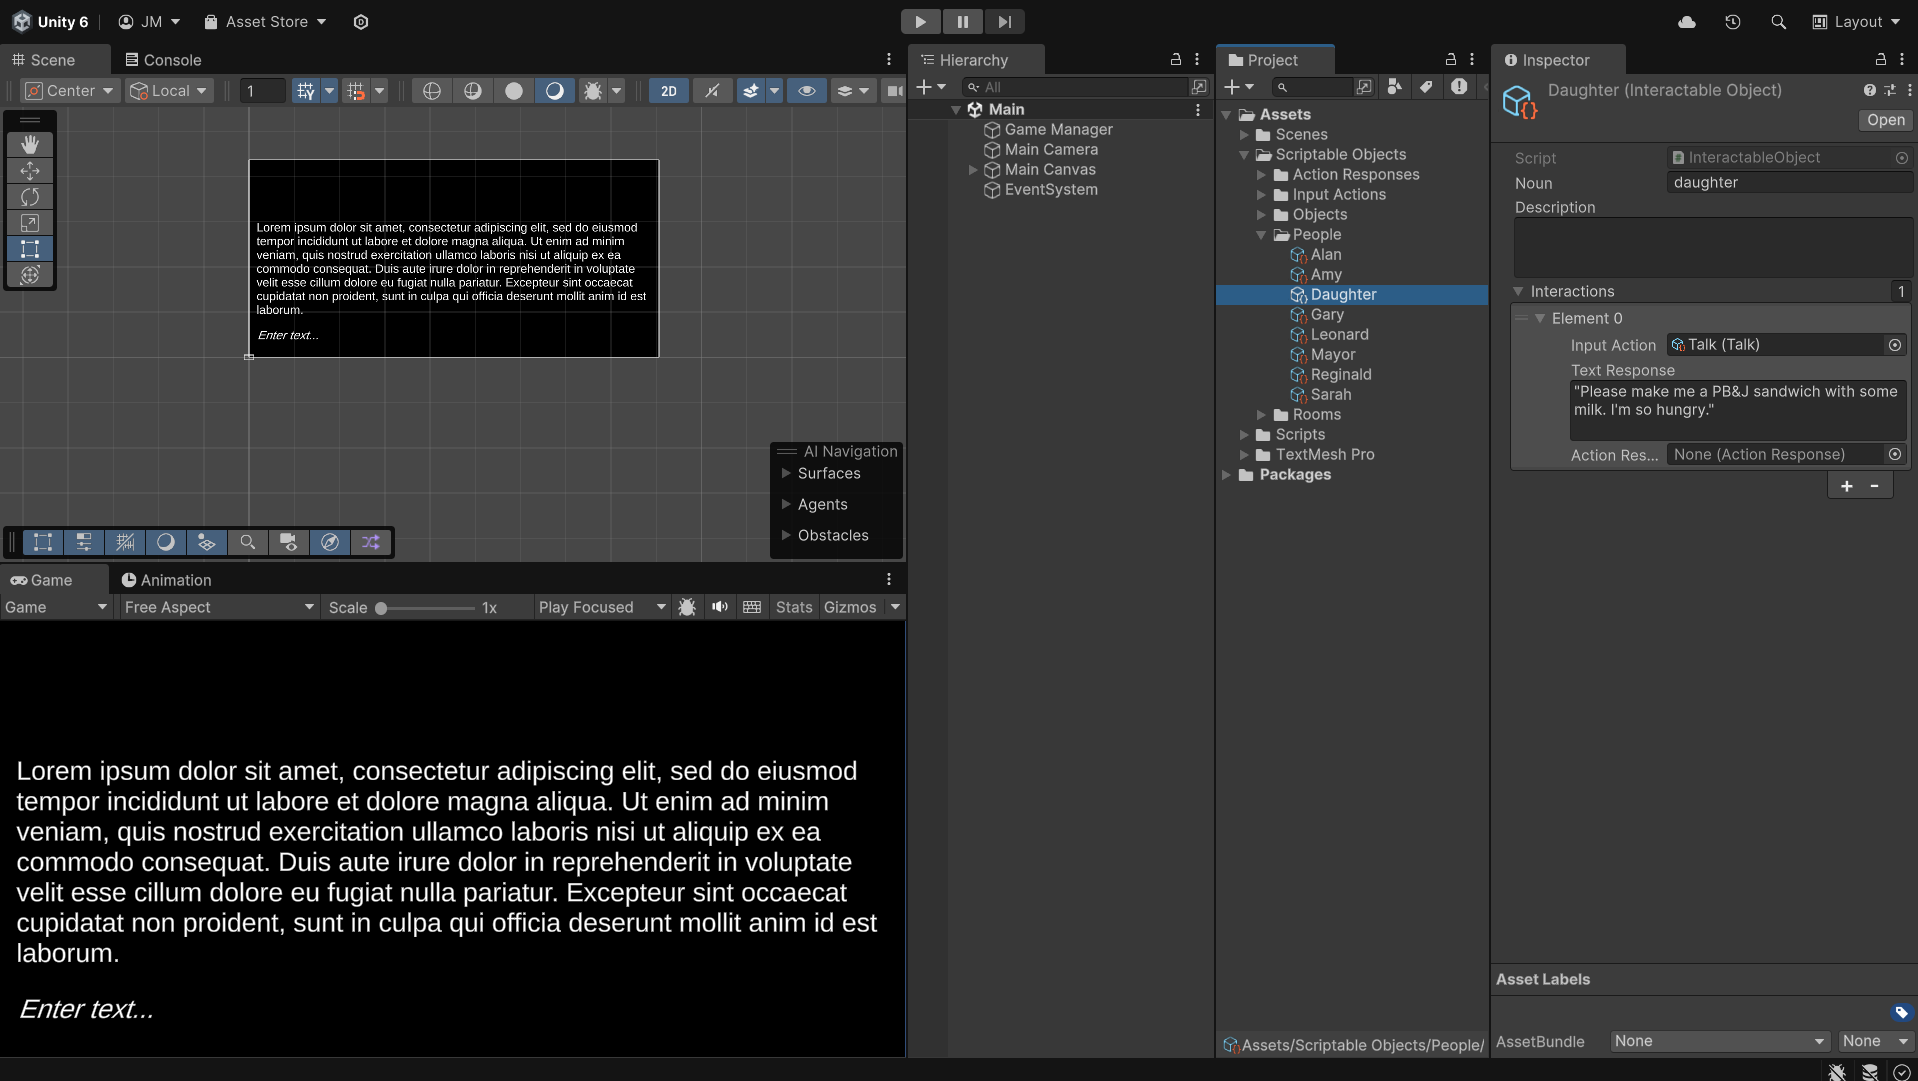 Unity 6
JM
Asset Store
Layout
Scene
Console
Center
Local
1
2D
Lorem ipsum dolor sit amet, consectetur adipiscing elit, sed do eiusmod
tempor incididunt ut labore et dolore magna aliqua. Ut enim ad minim
veniam, quis nostrud exercitation ullamco laboris nisi ut aliquip ex ea
commodo consequat. Duis aute irure dolor in reprehenderit in voluptate
velit esse cillum dolore eu fugiat nulla pariatur. Excepteur sint occaecat
cupidatat non proident, sunt in culpa qui officia deserunt mollit anim id est
laborum.
Enter text...
AI Navigation
Surfaces
Agents
Obstacles
Game
Animation
Game
Free Aspect
Scale
1x
Play Focused
Stats
Gizmos
Lorem ipsum dolor sit amet, consectetur adipiscing elit, sed do eiusmod
tempor incididunt ut labore et dolore magna aliqua. Ut enim ad minim
veniam, quis nostrud exercitation ullamco laboris nisi ut aliquip ex ea
commodo consequat. Duis aute irure dolor in reprehenderit in voluptate
velit esse cillum dolore eu fugiat nulla pariatur. Excepteur sint occaecat
cupidatat non proident, sunt in culpa qui officia deserunt mollit anim id est
laborum.
Enter text...
Hierarchy
All
Main
Game Manager
Main Camera
Main Canvas
EventSystem
Project
Assets
Scenes
Scriptable Objects
Action Responses
Input Actions
Objects
People
Alan
Amy
Daughter
Gary
Leonard
Mayor
Reginald
Sarah
Rooms
Scripts
TextMesh Pro
Packages
Assets/Scriptable Objects/People/
Inspector
Daughter (Interactable Object)
Open
Script
InteractableObject
Noun
daughter
Description
Interactions
1
Element 0
Input Action
Talk (Talk)
Text Response
"Please make me a PB&J sandwich with some
milk. I'm so hungry."
Action Res...
None (Action Response)
+ -
Asset Labels
AssetBundle
None
None